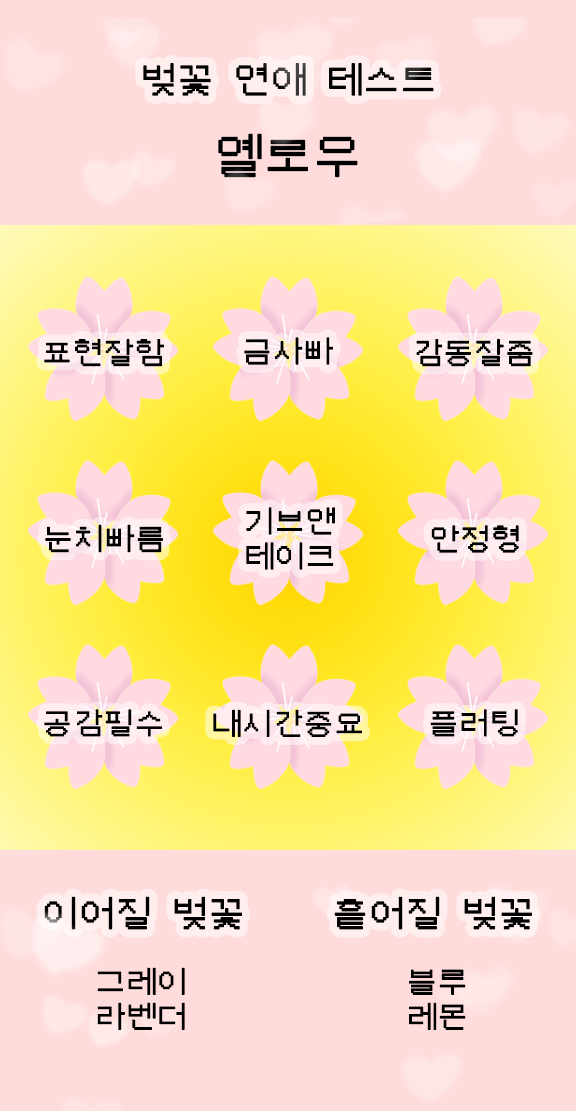 벚꽃 연애 테스트
옐로우
표현잘함 금사빠 감동잘줌
눈치빠름 기브앤 테이크 안정형
공감필수 내시간중요 플러팅
이어질 벚꽃 흩어질 벚꽃
그레이 블루
라벤더 레몬